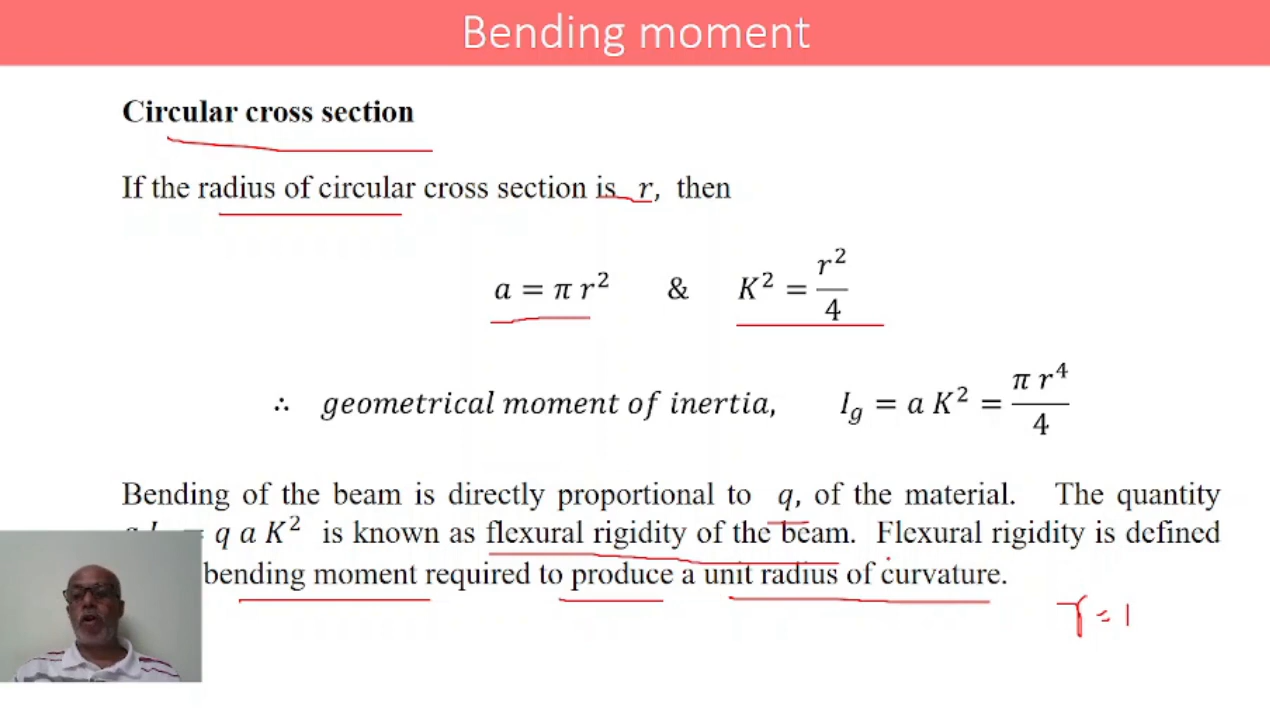 Bending moment
Circular cross section
If the radius of circular cross section is r, then
a = π r² & K² = r²/4
∴ geometrical moment of inertia, I_g = a K² = π r⁴/4
Bending of the beam is directly proportional to q, of the material. The quantity
= q a K² is known as flexural rigidity of the beam. Flexural rigidity is defined
bending moment required to produce a unit radius of curvature.
r = 1